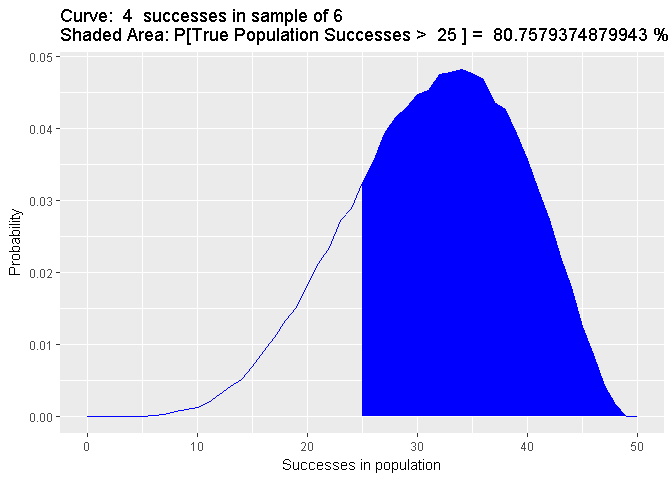 Curve:  4  successes in sample of 6
Shaded Area: P[True Population Successes >  25 ] =  80.7579374879943 %
0.05
0.04
0.03
0.02
0.01
0.00
Probability
0 10 20 30 40 50
Successes in population